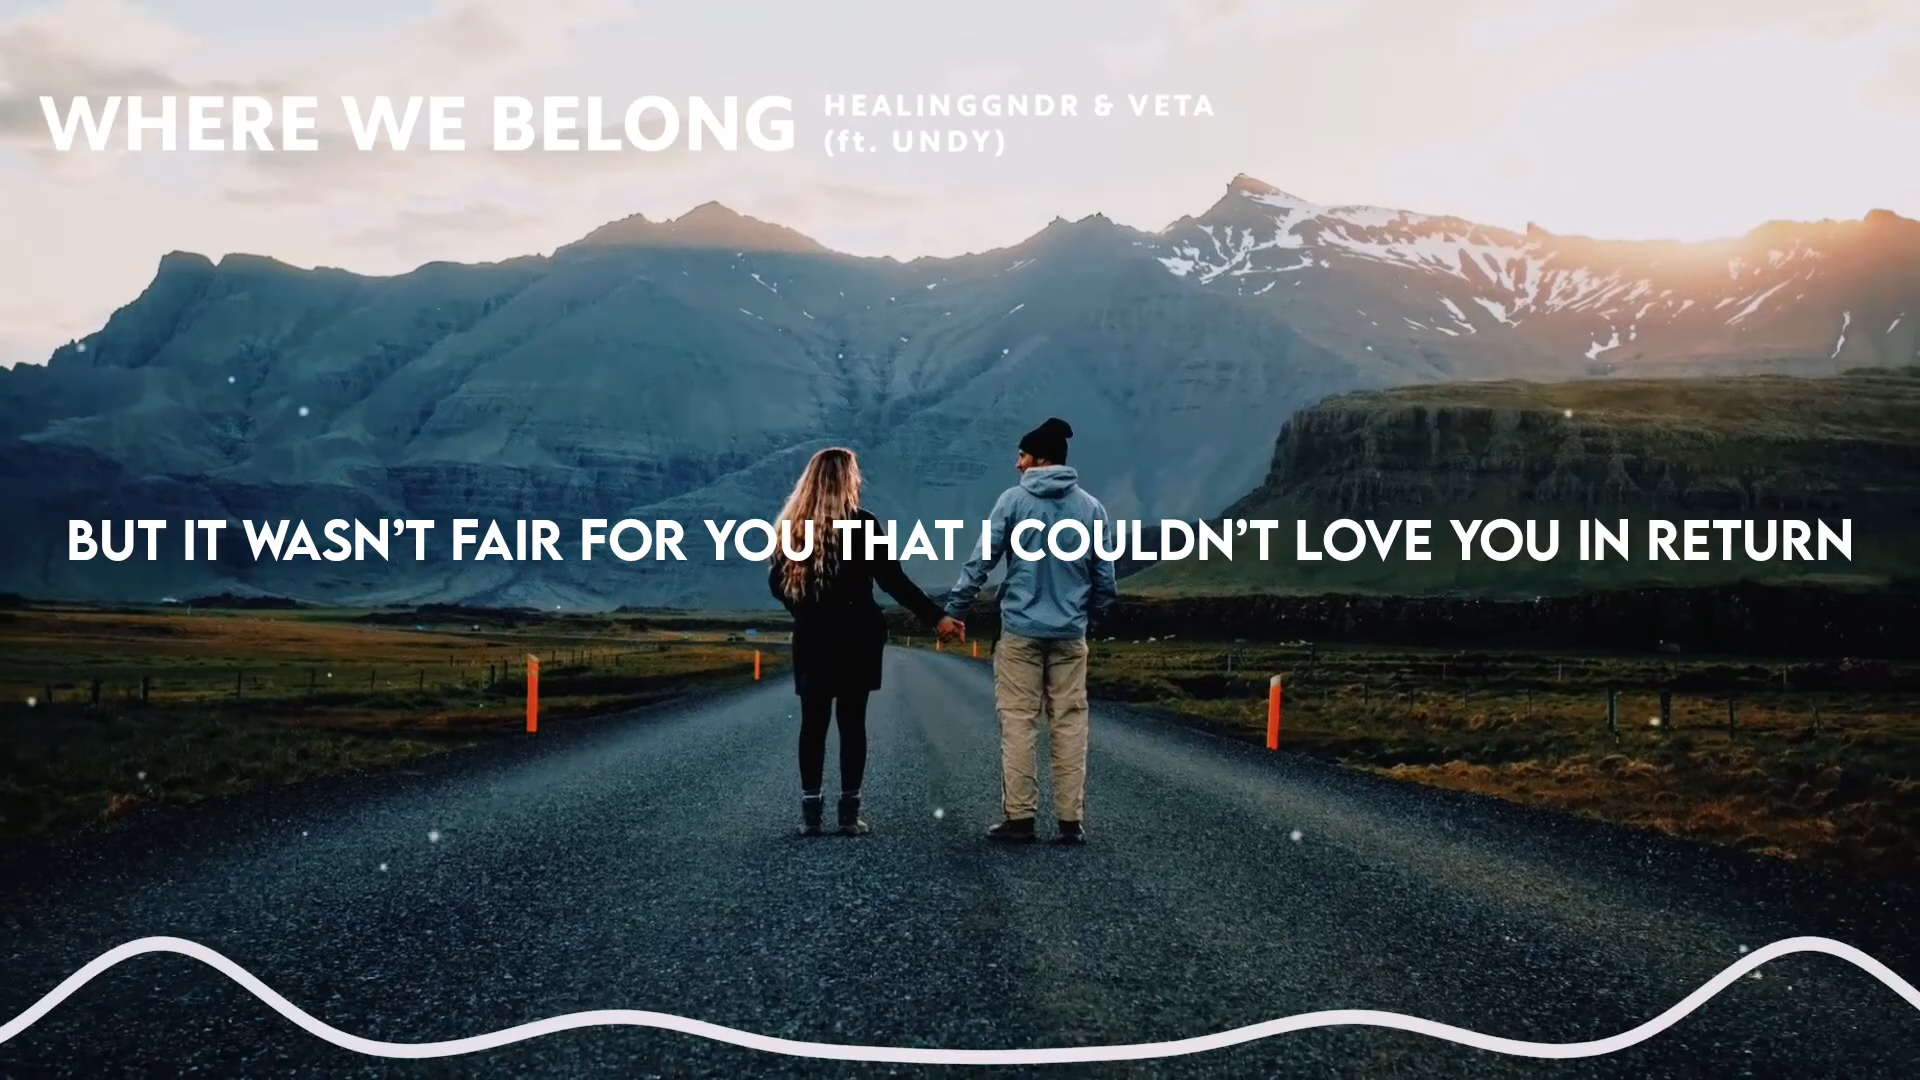 WHERE WE BELONG
HEALINGGNDR & VETA
(ft. UNDY)
BUT IT WASN’T FAIR FOR YOU THAT I COULDN’T LOVE YOU IN RETURN